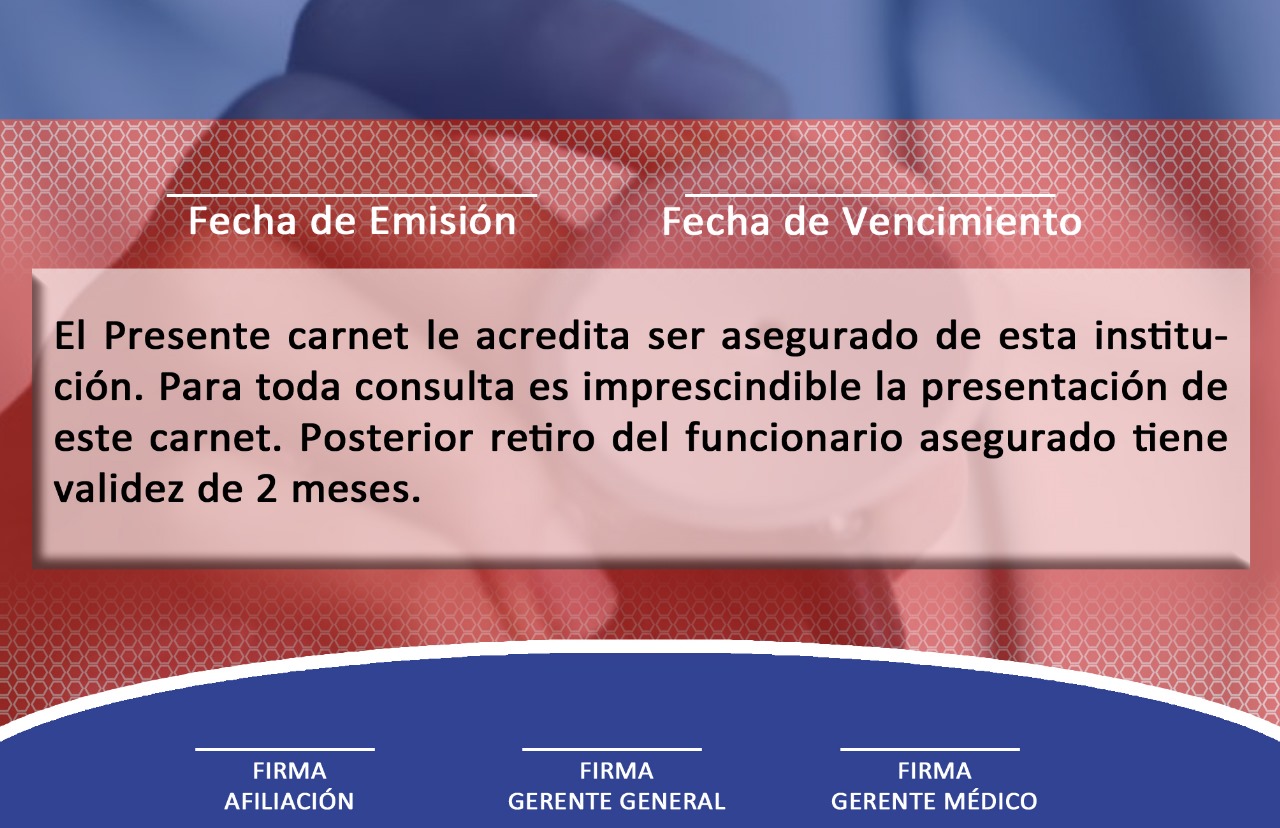 Fecha de Emisión
Fecha de Vencimiento
El Presente carnet le acredita ser asegurado de esta institu-
ción. Para toda consulta es imprescindible la presentación de
este carnet. Posterior retiro del funcionario asegurado tiene
validez de 2 meses.
FIRMA
AFILIACIÓN
FIRMA
GERENTE GENERAL
FIRMA
GERENTE MÉDICO